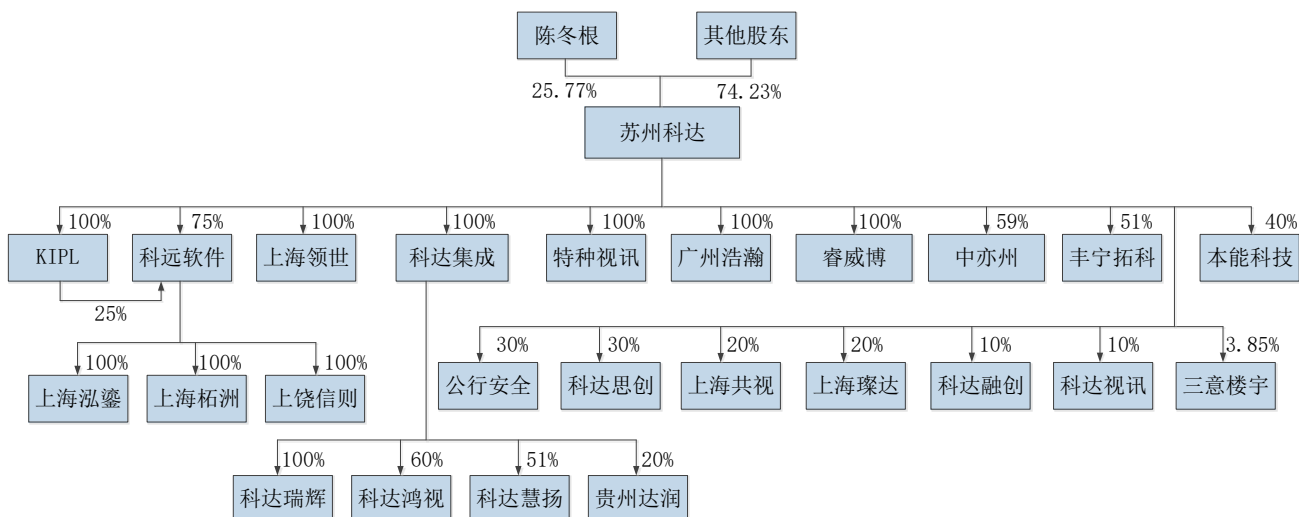 陈冬根
其他股东
25.77%
74.23%
苏州科达
100%
75%
100%
100%
100%
100%
100%
59%
51%
40%
KIPL
科远软件
上海领世
科达集成
特种视讯
广州浩瀚
睿威博
中亦州
丰宁拓科
本能科技
25%
100%
100%
100%
30%
30%
20%
20%
10%
10%
3.85%
上海泓鎏
上海柘洲
上饶信则
公行安全
科达思创
上海共视
上海璨达
科达融创
科达视讯
三意楼宇
100%
60%
51%
20%
科达瑞辉
科达鸿视
科达慧扬
贵州达润